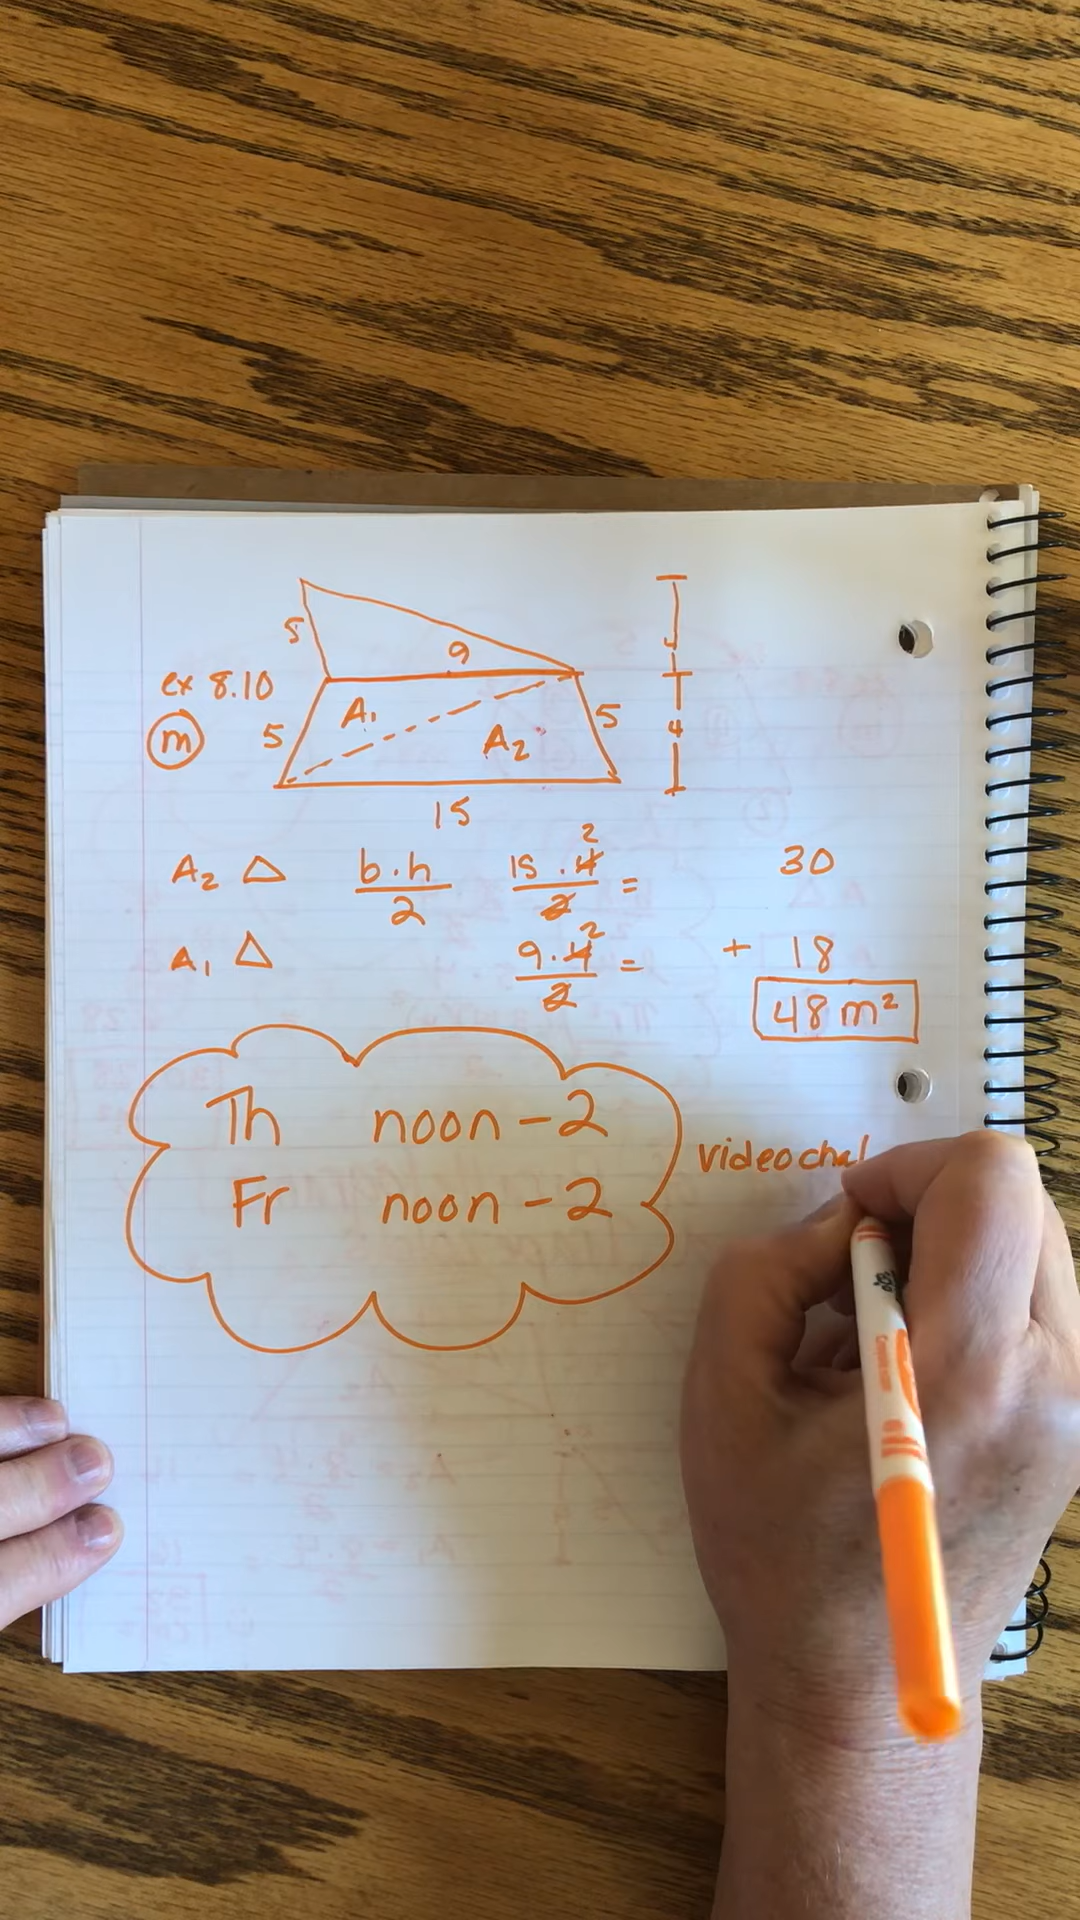 5
9
ex 8.10
m
5
A₁
A₂
5
4
15
A₂ △ b·h/2 15·4/2 = 2 30
A₁ △ 9·4/2 = 2 + 18
48 m²
Th noon - 2
Fr noon - 2
videocha